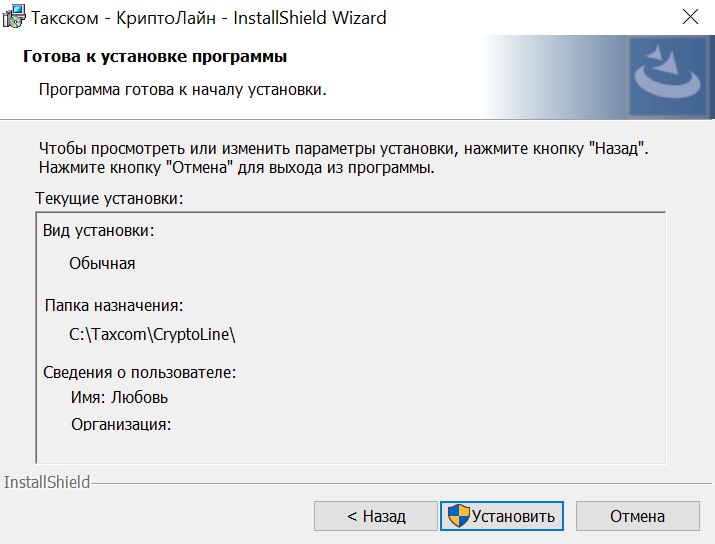 Такском - КриптоЛайн - InstallShield Wizard
Готова к установке программы
Программа готова к началу установки.
Чтобы просмотреть или изменить параметры установки, нажмите кнопку "Назад".
Нажмите кнопку "Отмена" для выхода из программы.
Текущие установки:
Вид установки:
Обычная
Папка назначения:
C:\Taxcom\CryptoLine\
Сведения о пользователе:
Имя: Любовь
Организация:
InstallShield
< Назад
Установить
Отмена